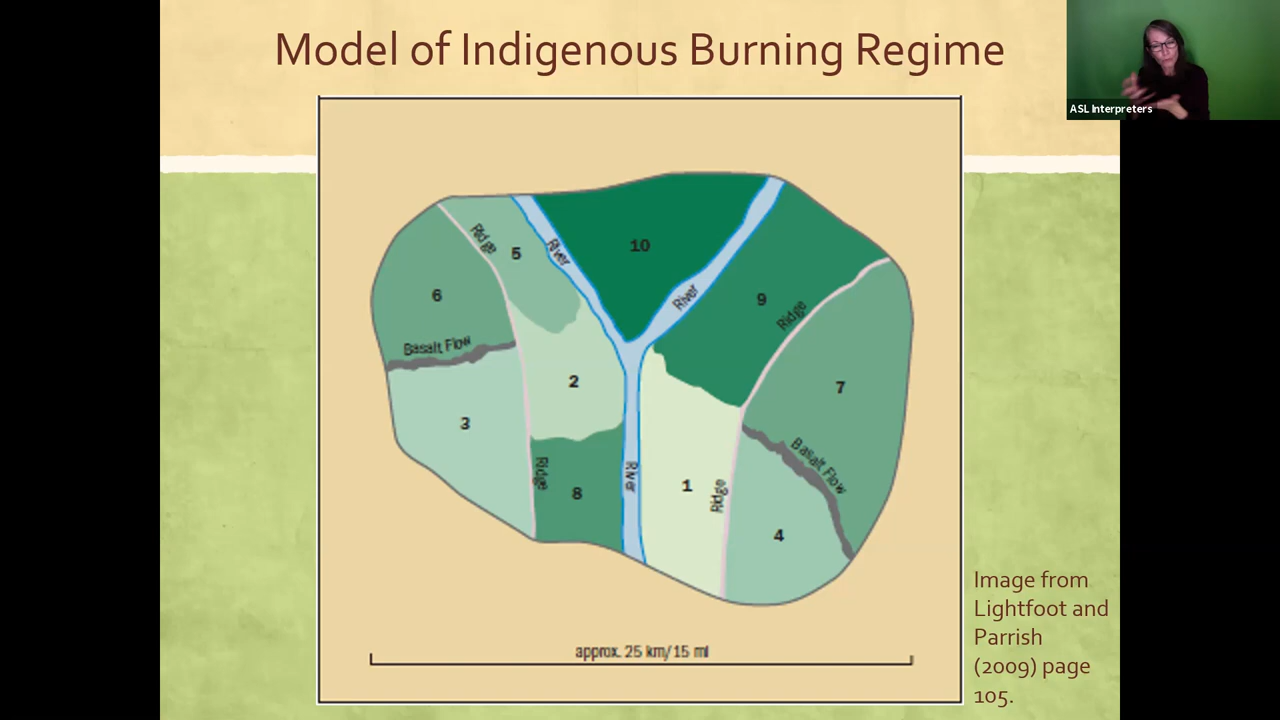 Model of Indigenous Burning Regime
ASL Interpreters
10
5
Ridge
River
6
9
River
Ridge
Basalt Flow
2
7
3
Ridge
8
River
1
Ridge
Basalt Flow
4
approx. 25 km/15 mi
Image from
Lightfoot and
Parrish
(2009) page
105.